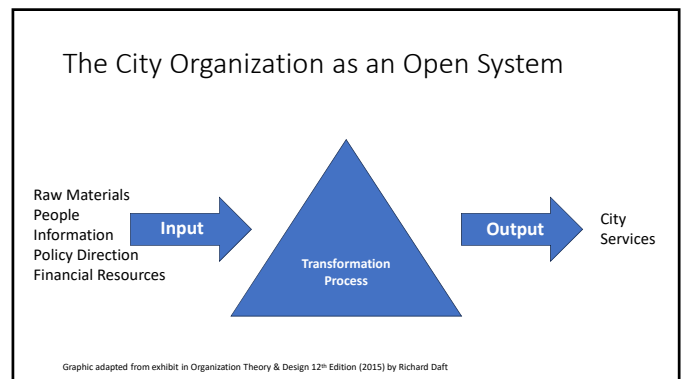 The City Organization as an Open System
Raw Materials
People
Information
Policy Direction
Financial Resources
Input
Transformation
Process
Output
City
Services
Graphic adapted from exhibit in Organization Theory & Design 12th Edition (2015) by Richard Daft